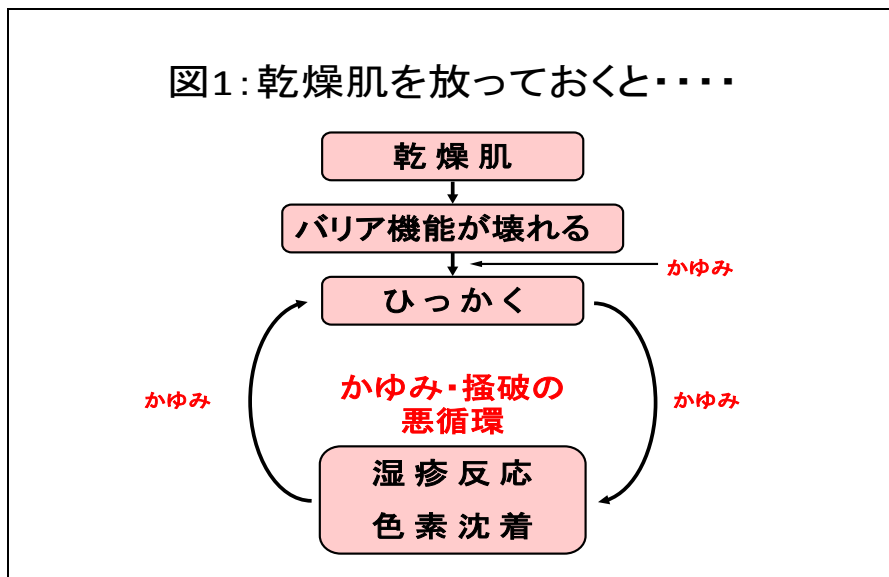 図1:乾燥肌を放っておくと・・・・
乾燥肌
バリア機能が壊れる
かゆみ
ひっかく
かゆみ
かゆみ・掻破の
悪循環
かゆみ
湿疹反応
色素沈着